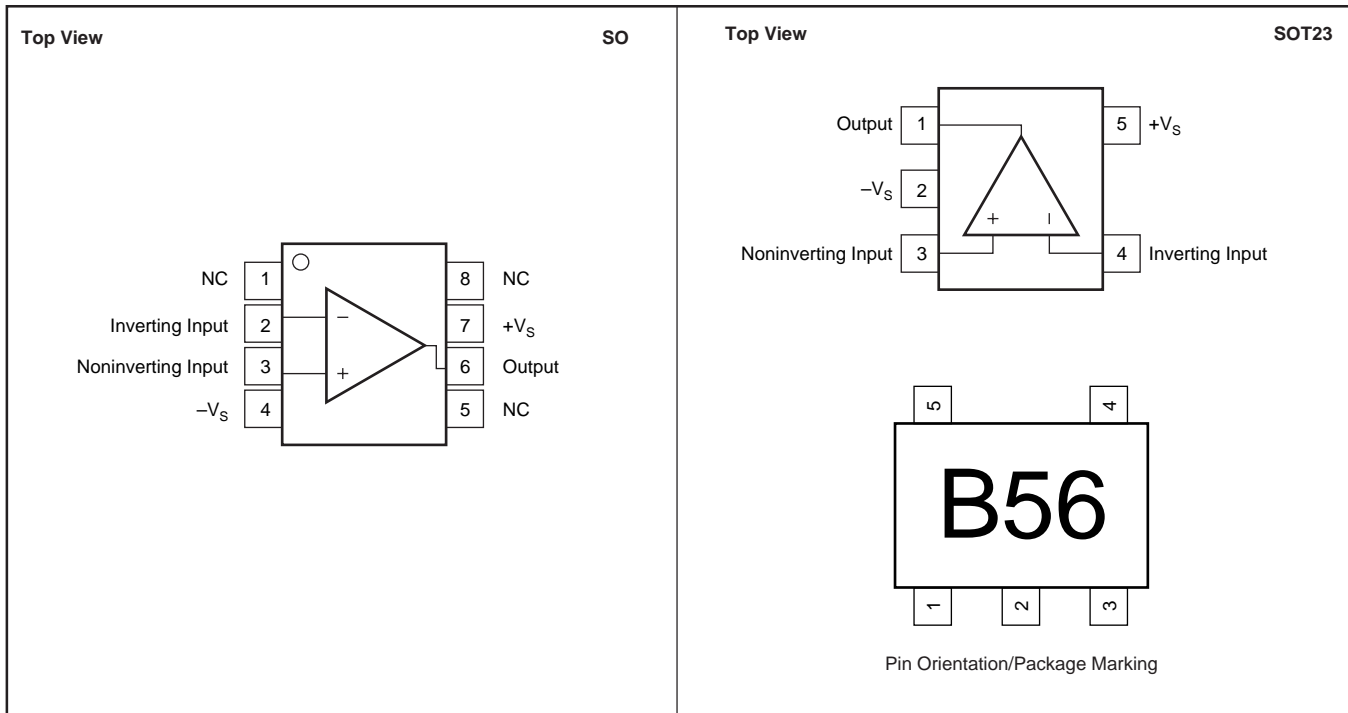 Top View SO
NC 1 8 NC
Inverting Input 2 − 7 +VS
Noninverting Input 3 + 6 Output
–VS 4 5 NC
Top View SOT23
Output 1 5 +VS
–VS 2
+ –
Noninverting Input 3 4 Inverting Input
5 4
B56
1 2 3
Pin Orientation/Package Marking